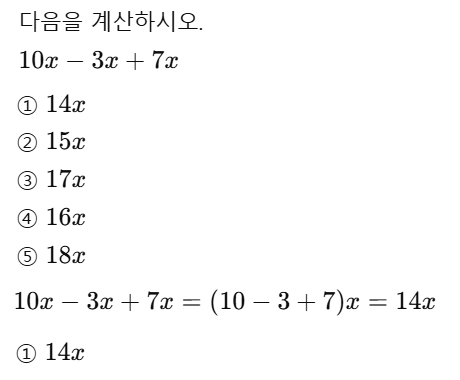 다음을 계산하시오.
10x − 3x + 7x
① 14x
② 15x
③ 17x
④ 16x
⑤ 18x
10x − 3x + 7x = (10 − 3 + 7)x = 14x
① 14x